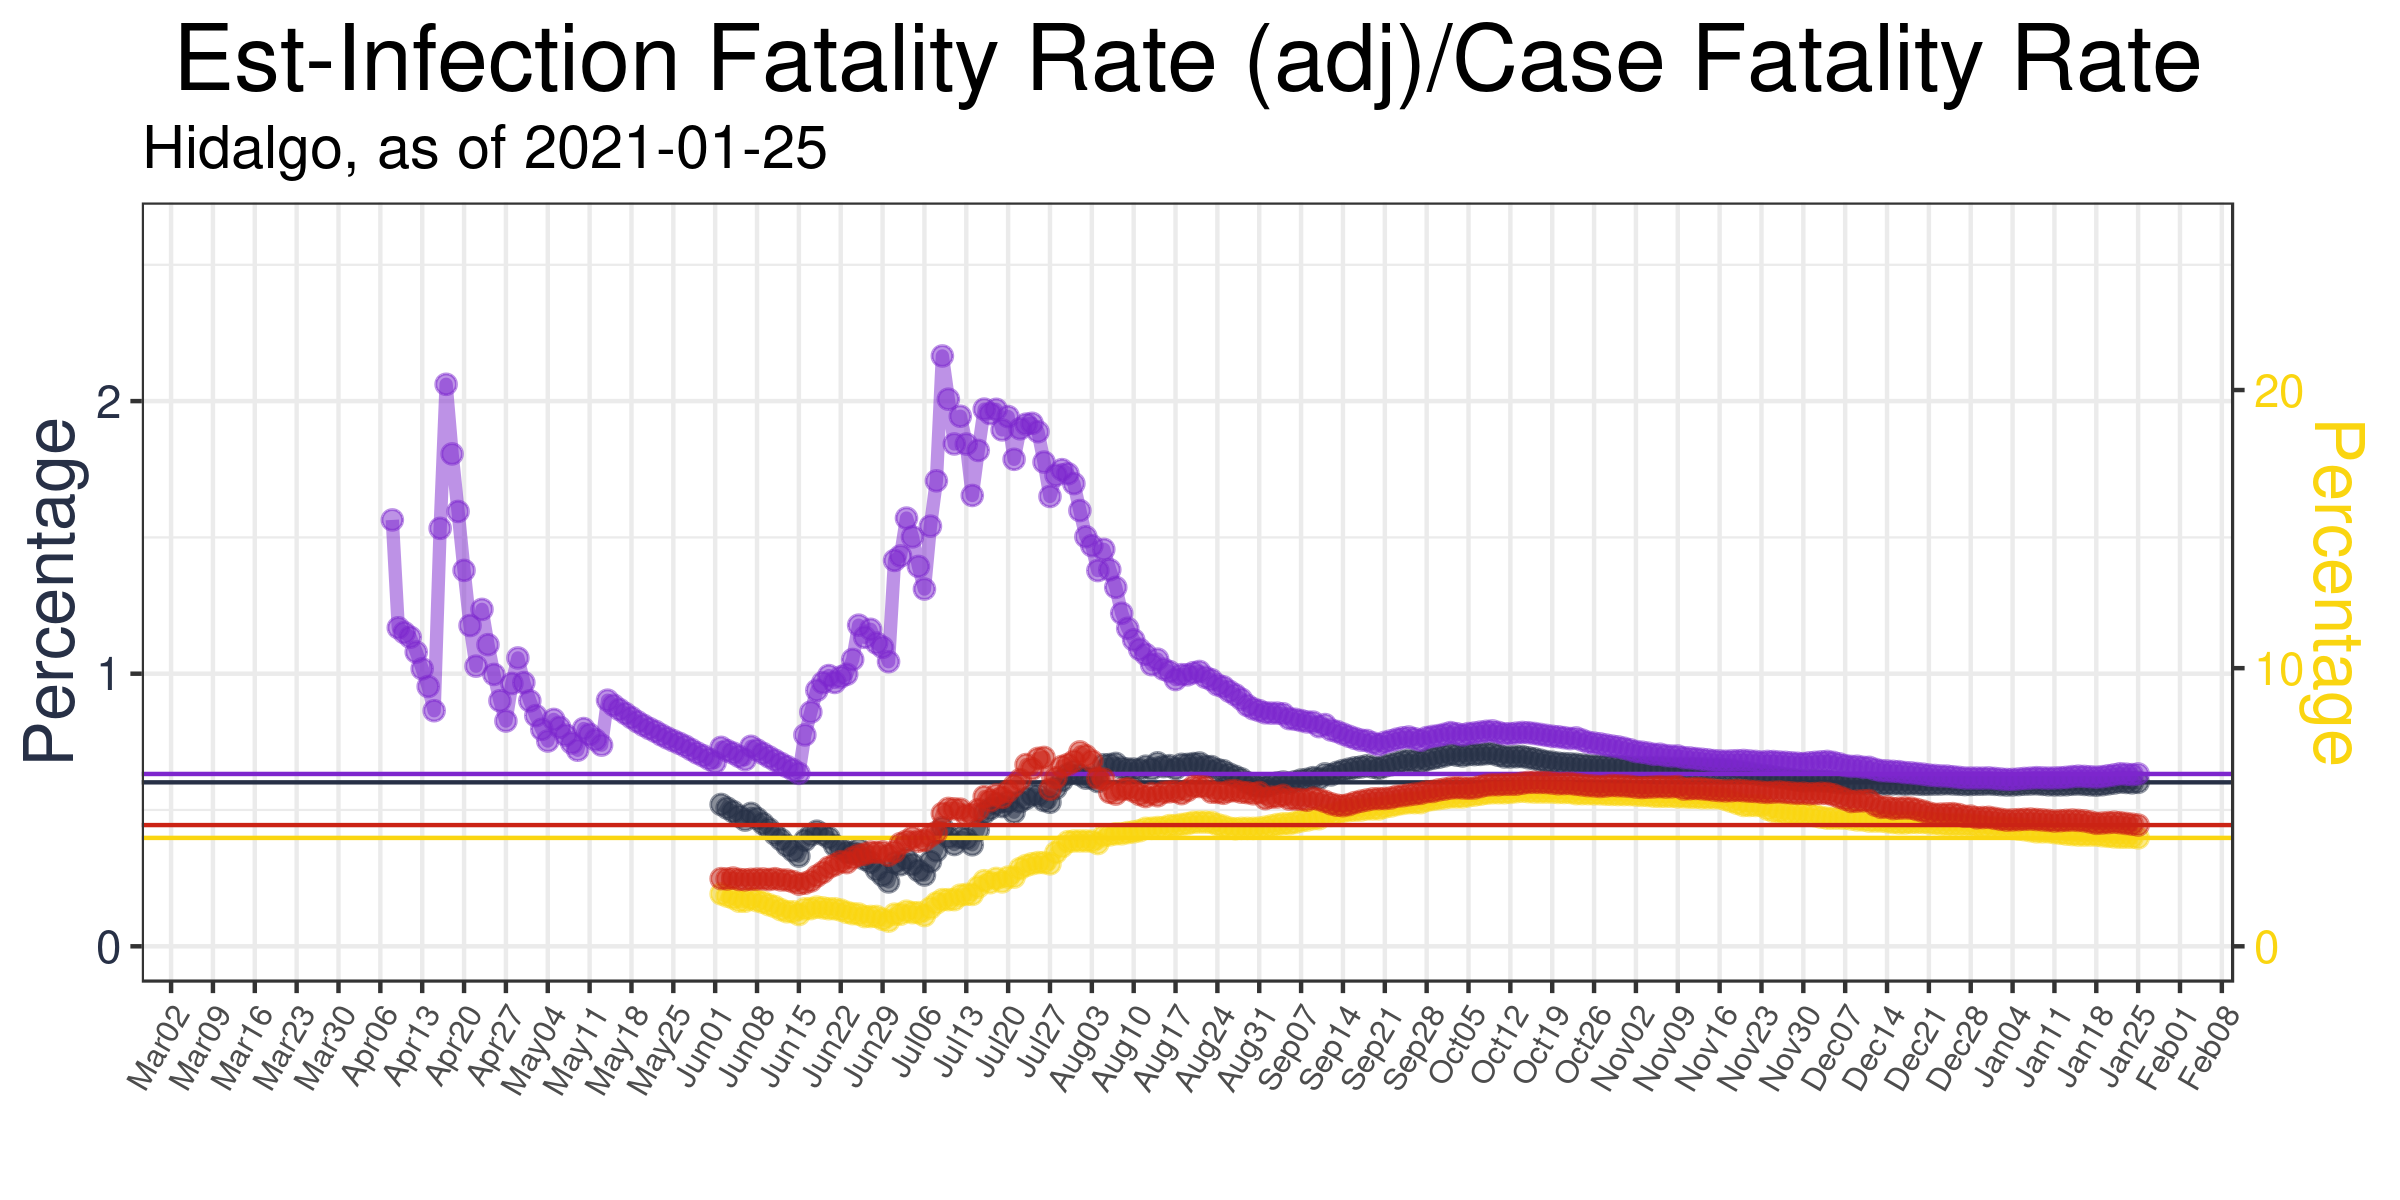 Est-Infection Fatality Rate (adj)/Case Fatality Rate
Hidalgo, as of 2021-01-25
Percentage
2
1
0
20
10
0
Percentage
Mar02 Mar09 Mar16 Mar23 Mar30 Apr06 Apr13 Apr20 Apr27 May04 May11 May18 May25 Jun01 Jun08 Jun15 Jun22 Jun29 Jul06 Jul13 Jul20 Jul27 Aug03 Aug10 Aug17 Aug24 Aug31 Sep07 Sep14 Sep21 Sep28 Oct05 Oct12 Oct19 Oct26 Nov02 Nov09 Nov16 Nov23 Nov30 Dec07 Dec14 Dec21 Dec28 Jan04 Jan11 Jan18 Jan25 Feb01 Feb08